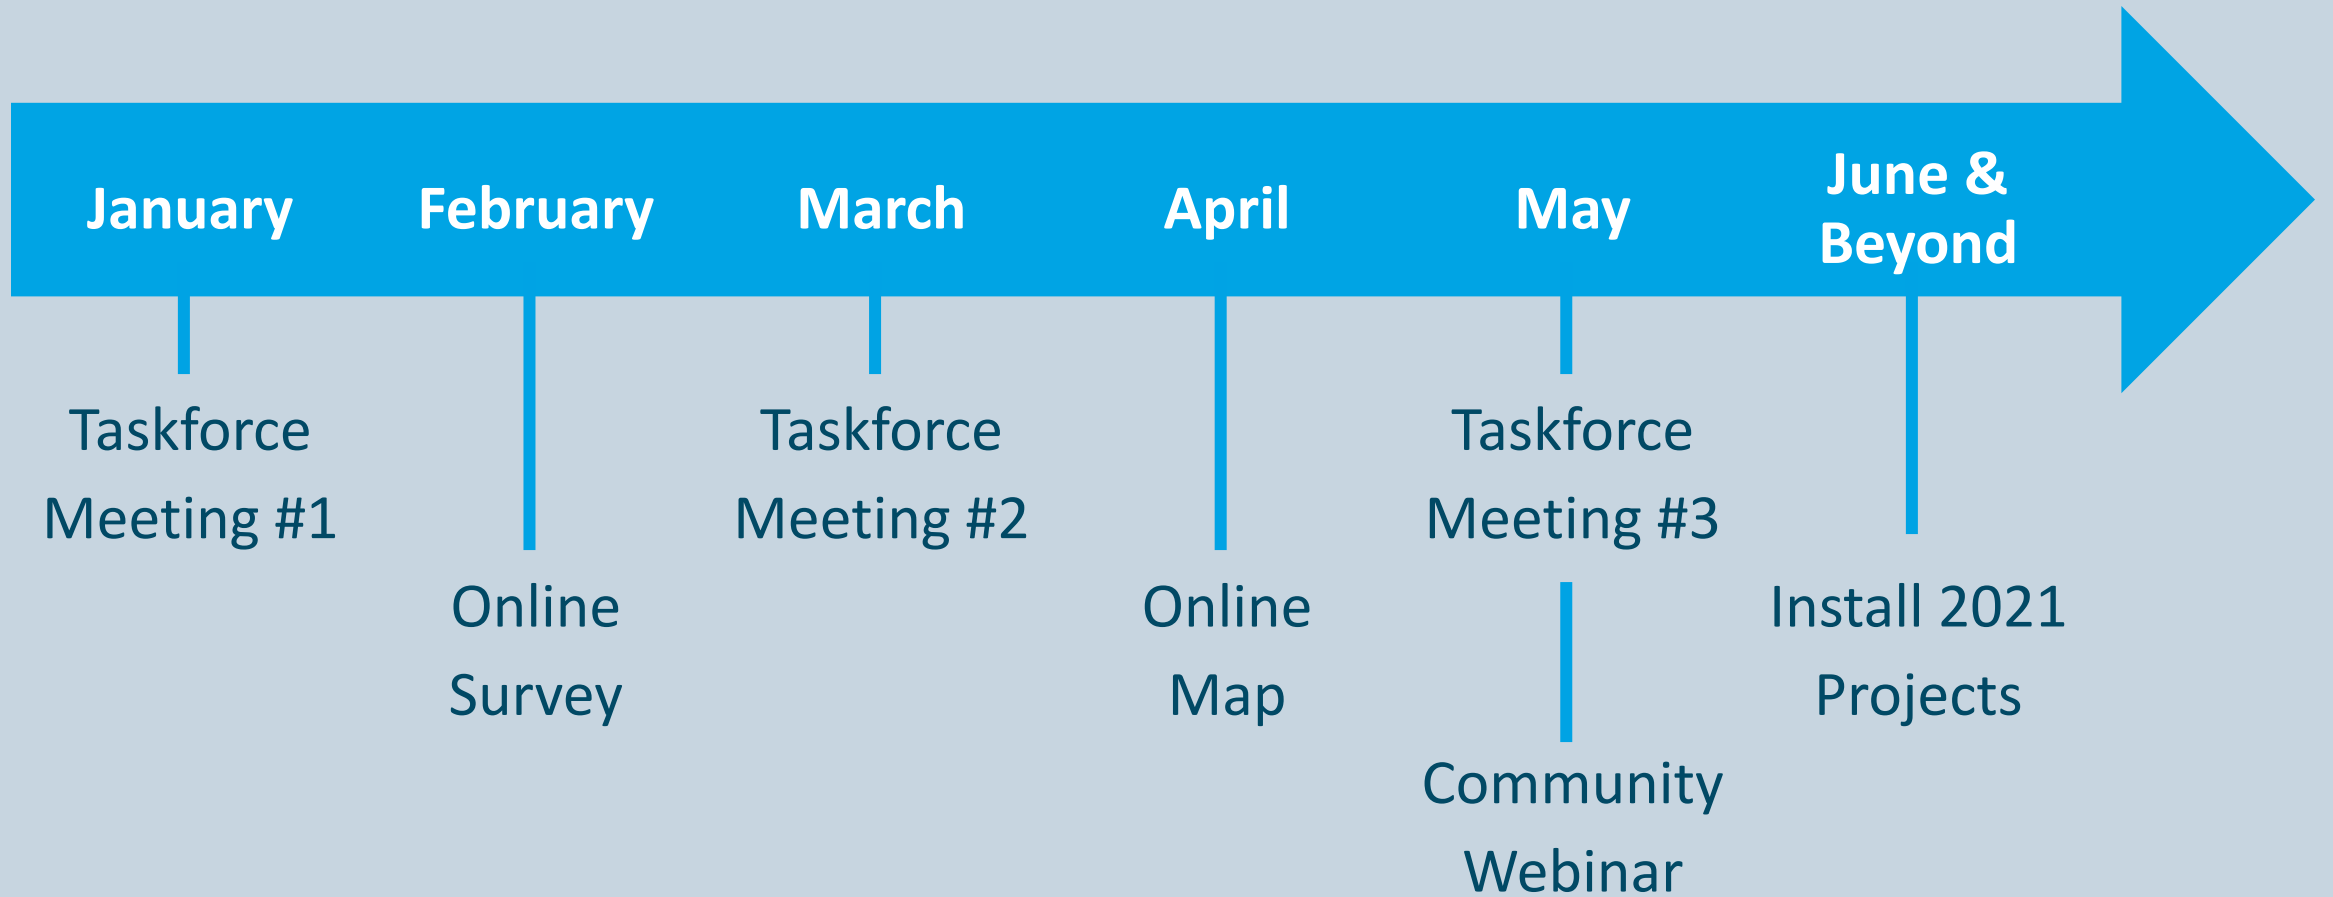 January
February
March
April
May
June &
Beyond
Taskforce
Meeting #1
Online
Survey
Taskforce
Meeting #2
Online
Map
Taskforce
Meeting #3
Community
Webinar
Install 2021
Projects